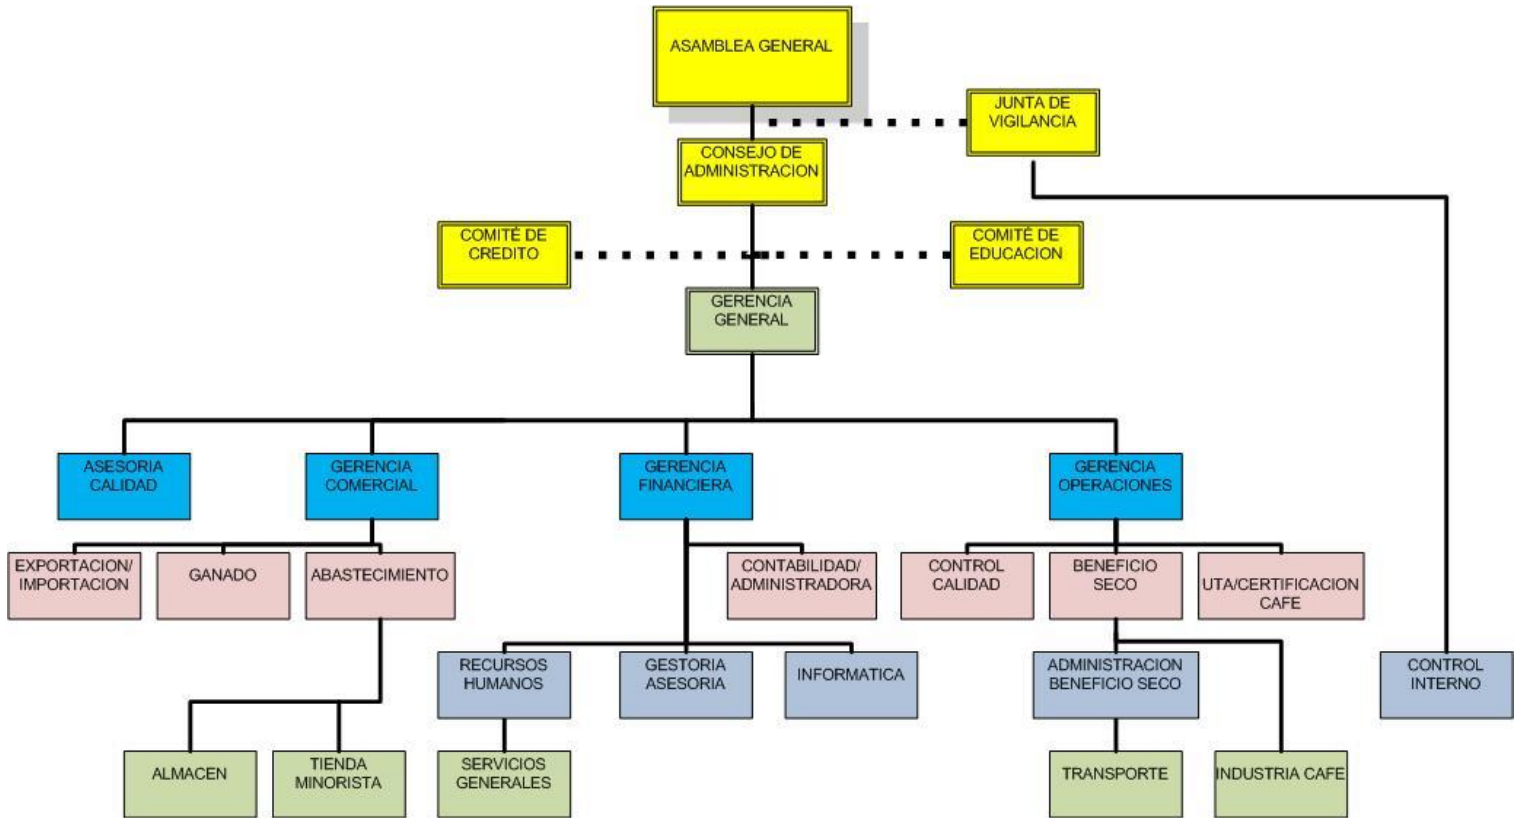 ASAMBLEA GENERAL
JUNTA DE
VIGILANCIA
CONSEJO DE
ADMINISTRACION
COMITÉ DE
CREDITO
COMITÉ DE
EDUCACION
GERENCIA
GENERAL
ASESORIA
CALIDAD
GERENCIA
COMERCIAL
GERENCIA
FINANCIERA
GERENCIA
OPERACIONES
EXPORTACION/
IMPORTACION
GANADO
ABASTECIMIENTO
CONTABILIDAD/
ADMINISTRADORA
CONTROL
CALIDAD
BENEFICIO
SECO
UTA/CERTIFICACION
CAFE
RECURSOS
HUMANOS
GESTORIA
ASESORIA
INFORMATICA
ADMINISTRACION
BENEFICIO SECO
CONTROL
INTERNO
ALMACEN
TIENDA
MINORISTA
SERVICIOS
GENERALES
TRANSPORTE
INDUSTRIA CAFE